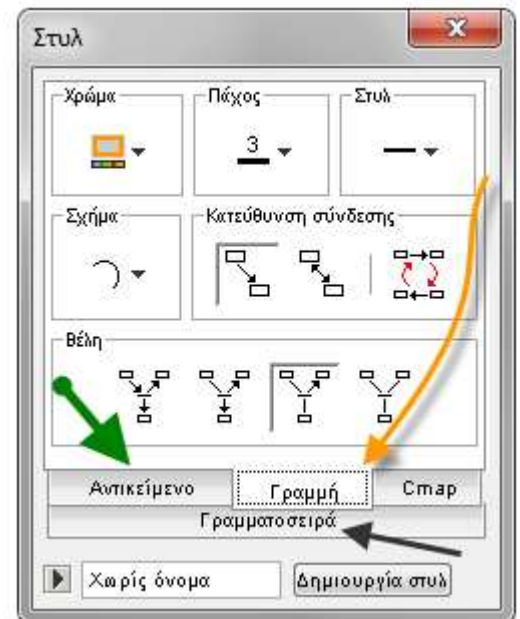 Στυλ
Χρώμα Πάχος Στυλ
3
Σχήμα Κατεύθυνση σύνδεσης
Βέλη
Αντικείμενο Γραμμή Cmap
Γραμματοσειρά
Χωρίς όνομα Δημιουργία στυλ